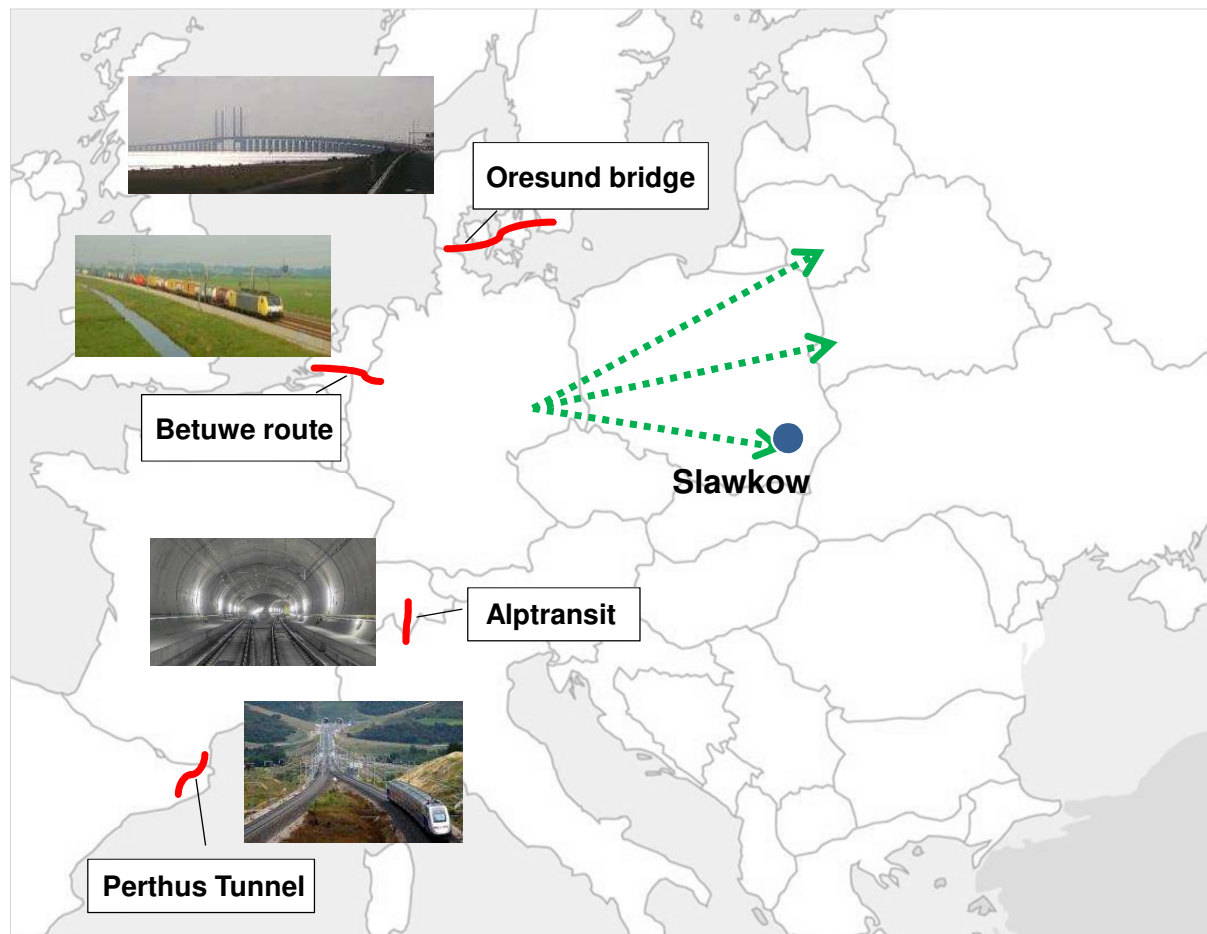 Oresund bridge
Betuwe route
Slawkow
Alptransit
Perthus Tunnel